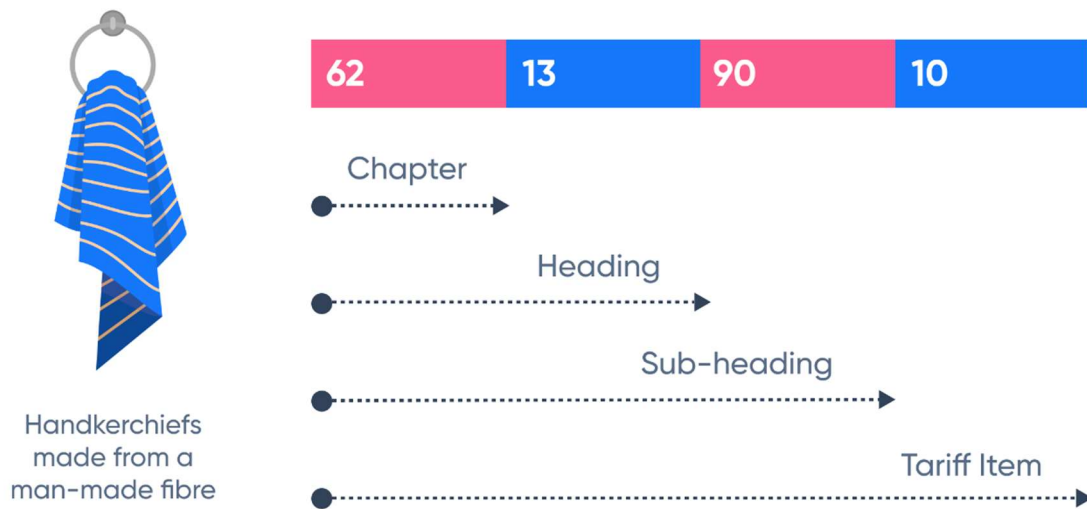 62 13 90 10
Chapter
Heading
Sub-heading
Tariff Item
Handkerchiefs
made from a
man-made fibre